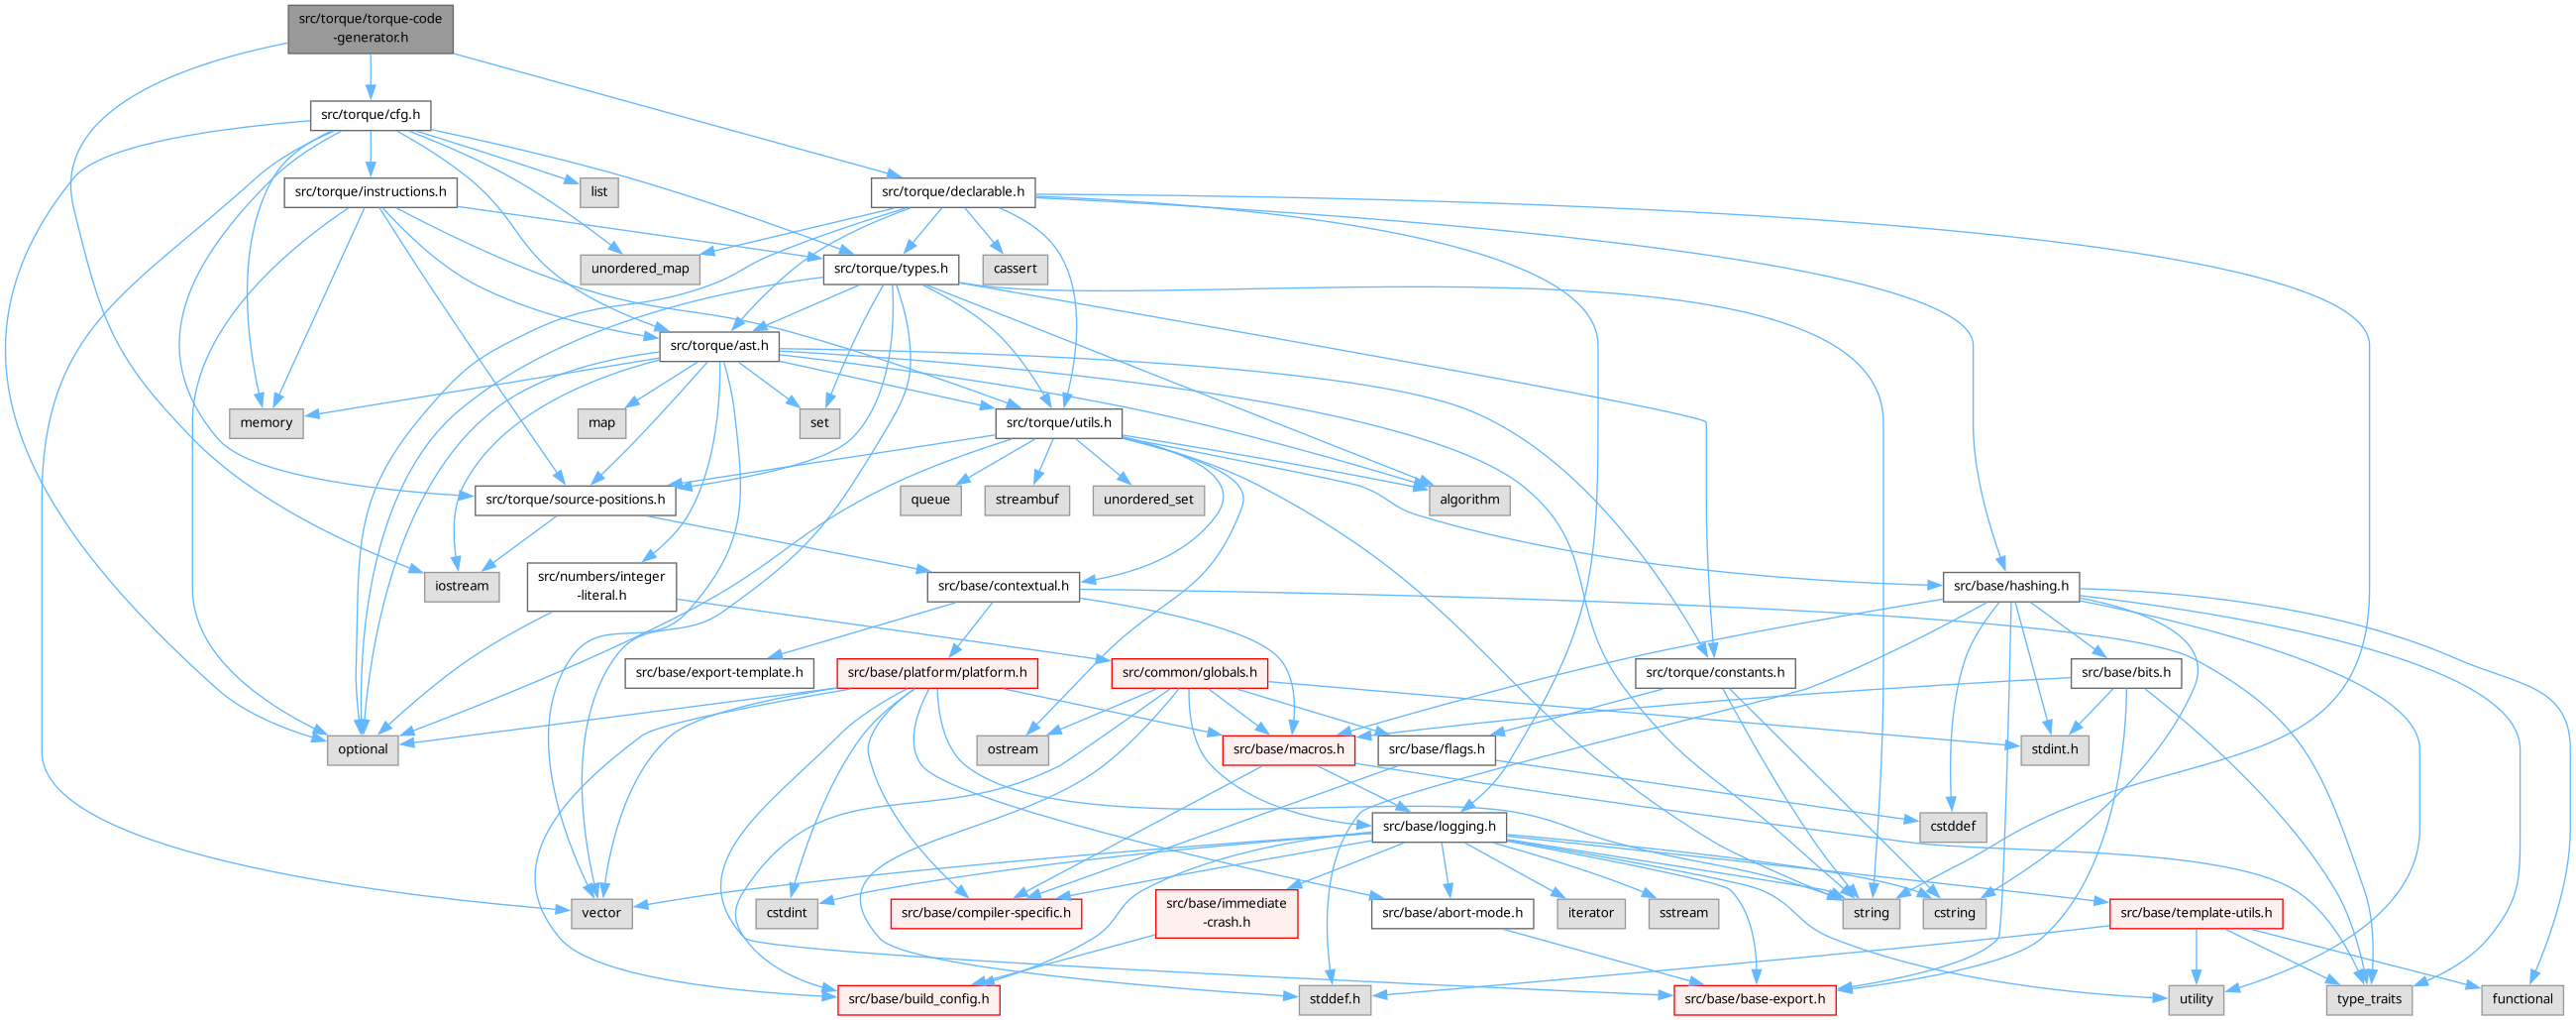 src/torque/torque-code
-generator.h
src/torque/cfg.h
src/torque/instructions.h
list
src/torque/declarable.h
unordered_map
src/torque/types.h
cassert
src/torque/ast.h
memory
map
set
src/torque/utils.h
src/torque/source-positions.h
queue
streambuf
unordered_set
algorithm
iostream
src/numbers/integer
-literal.h
src/base/contextual.h
src/base/hashing.h
src/base/export-template.h
src/base/platform/platform.h
src/common/globals.h
src/torque/constants.h
src/base/bits.h
optional
ostream
src/base/macros.h
src/base/flags.h
stdint.h
src/base/logging.h
cstddef
vector
cstdint
src/base/compiler-specific.h
src/base/immediate
-crash.h
src/base/abort-mode.h
iterator
sstream
string
cstring
src/base/template-utils.h
src/base/build_config.h
stddef.h
src/base/base-export.h
utility
type_traits
functional